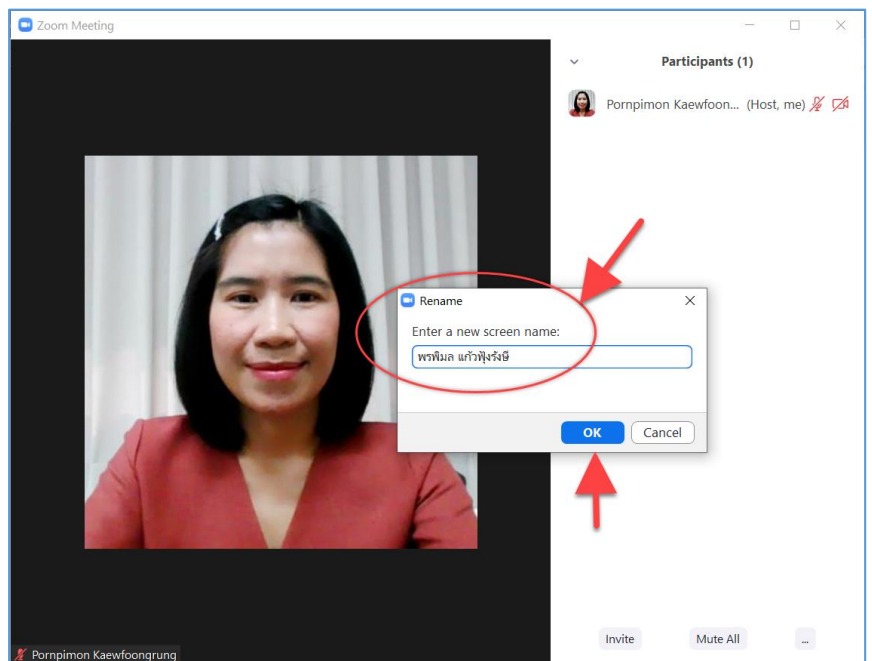 Zoom Meeting
Participants (1)
Pornpimon Kaewfoon... (Host, me)
Rename
Enter a new screen name:
พรพิมล แก้วฟุ้งรังษี
OK Cancel
Invite Mute All ...
Pornpimon Kaewfoongrung